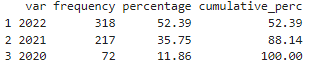 var frequency percentage cumulative_perc
1 2022 318 52.39 52.39
2 2021 217 35.75 88.14
3 2020 72 11.86 100.00